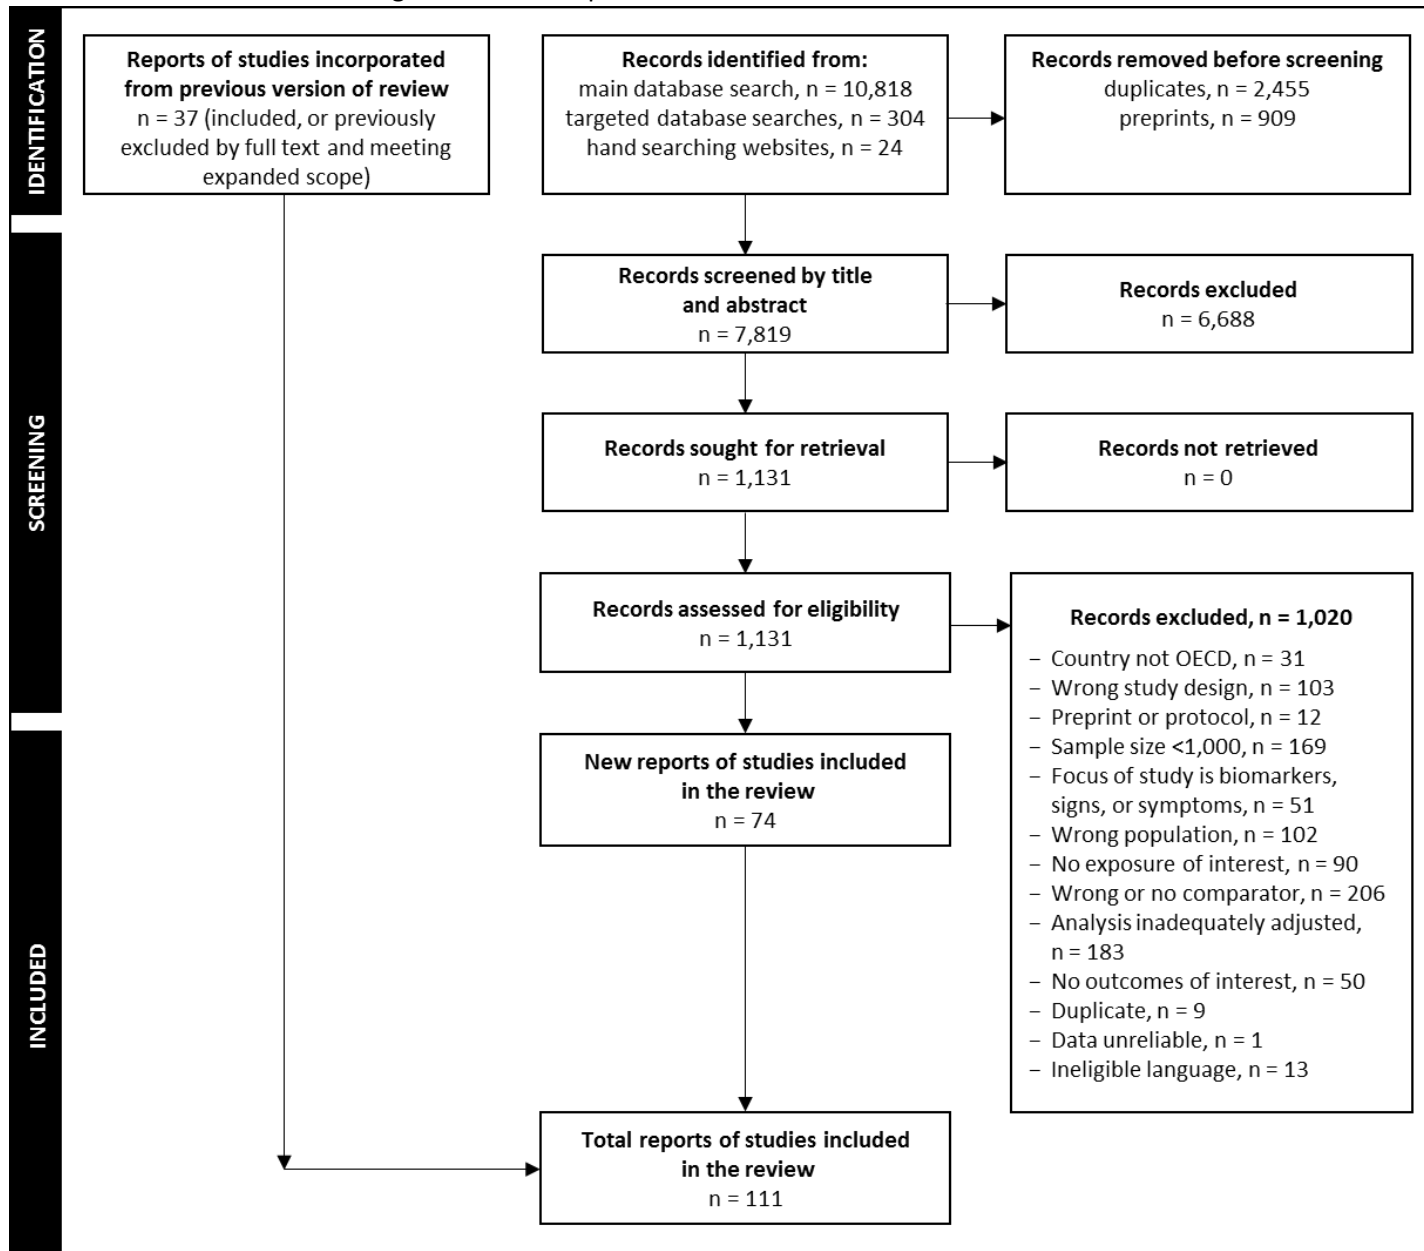 IDENTIFICATION
Reports of studies incorporated
from previous version of review
n = 37 (included, or previously
excluded by full text and meeting
expanded scope)
Records identified from:
main database search, n = 10,818
targeted database searches, n = 304
hand searching websites, n = 24
Records removed before screening
duplicates, n = 2,455
preprints, n = 909
SCREENING
Records screened by title
and abstract
n = 7,819
Records excluded
n = 6,688
Records sought for retrieval
n = 1,131
Records not retrieved
n = 0
Records assessed for eligibility
n = 1,131
Records excluded, n = 1,020
– Country not OECD, n = 31
– Wrong study design, n = 103
– Preprint or protocol, n = 12
– Sample size <1,000, n = 169
– Focus of study is biomarkers,
signs, or symptoms, n = 51
– Wrong population, n = 102
– No exposure of interest, n = 90
– Wrong or no comparator, n = 206
– Analysis inadequately adjusted,
n = 183
– No outcomes of interest, n = 50
– Duplicate, n = 9
– Data unreliable, n = 1
– Ineligible language, n = 13
INCLUDED
New reports of studies included
in the review
n = 74
Total reports of studies included
in the review
n = 111